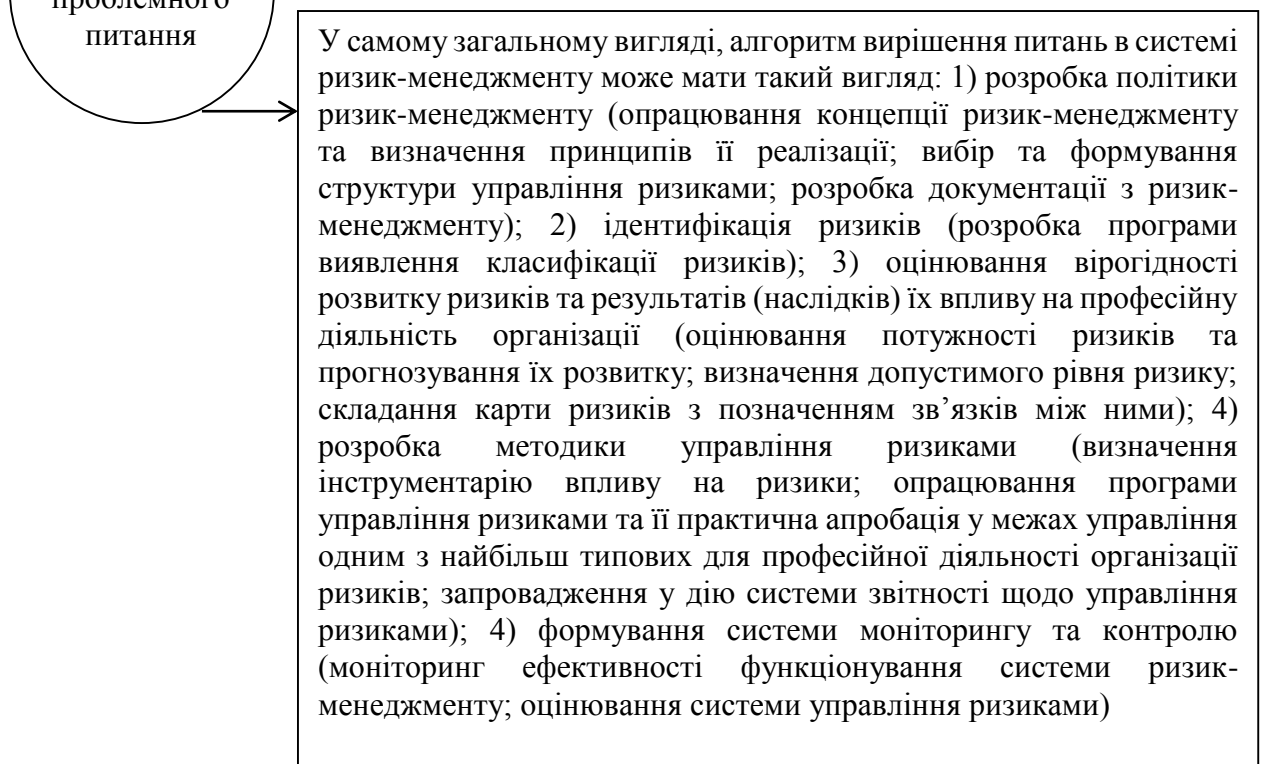 проблемного
питання
У самому загальному вигляді, алгоритм вирішення питань в системі
ризик-менеджменту може мати такий вигляд: 1) розробка політики
ризик-менеджменту (опрацювання концепції ризик-менеджменту
та визначення принципів її реалізації; вибір та формування
структури управління ризиками; розробка документації з ризик-
менеджменту); 2) ідентифікація ризиків (розробка програми
виявлення класифікації ризиків); 3) оцінювання вірогідності
розвитку ризиків та результатів (наслідків) їх впливу на професійну
діяльність організації (оцінювання потужності ризиків та
прогнозування їх розвитку; визначення допустимого рівня ризику;
складання карти ризиків з позначенням зв’язків між ними); 4)
розробка методики управління ризиками (визначення
інструментарію впливу на ризики; опрацювання програми
управління ризиками та її практична апробація у межах управління
одним з найбільш типових для професійної діяльності організації
ризиків; запровадження у дію системи звітності щодо управління
ризиками); 4) формування системи моніторингу та контролю
(моніторинг ефективності функціонування системи ризик-
менеджменту; оцінювання системи управління ризиками)